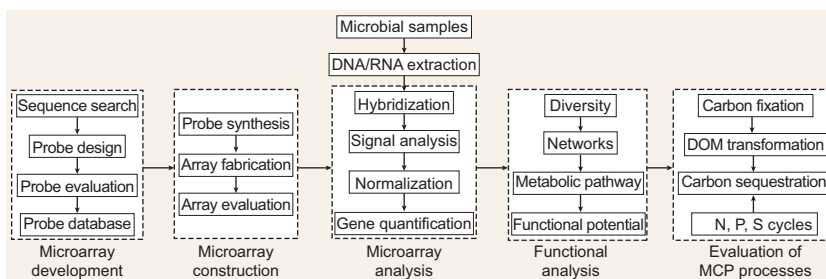 Microbial samples
DNA/RNA extraction
Sequence search
Probe design
Probe evaluation
Probe database
Microarray
development
Probe synthesis
Array fabrication
Array evaluation
Microarray
construction
Hybridization
Signal analysis
Normalization
Gene quantification
Microarray
analysis
Diversity
Networks
Metabolic pathway
Functional potential
Functional
analysis
Carbon fixation
DOM transformation
Carbon sequestration
N, P, S cycles
Evaluation of
MCP processes